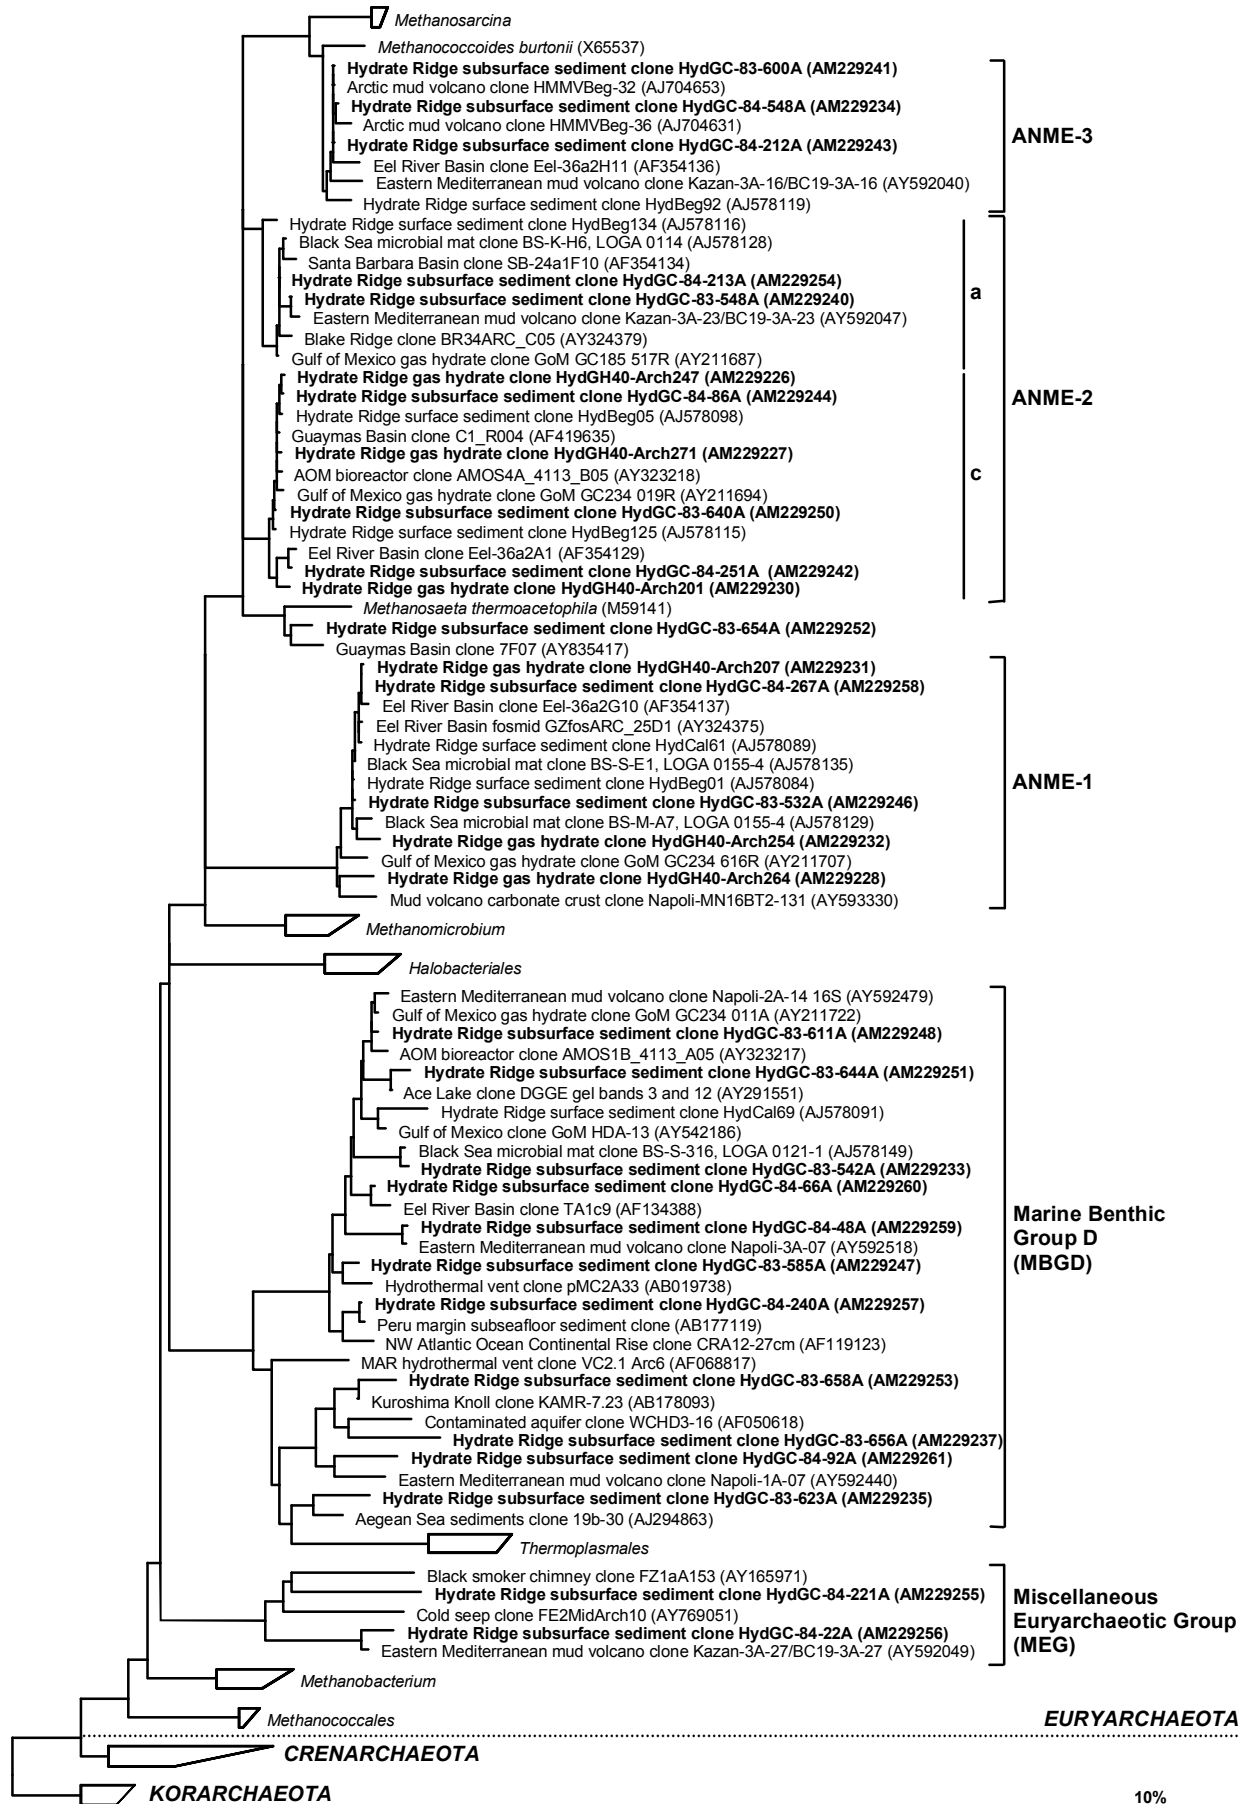 Methanosarcina
Methanococcoides burtonii (X65537)
Hydrate Ridge subsurface sediment clone HydGC-83-600A (AM229241)
Arctic mud volcano clone HMMVBeg-32 (AJ704653)
Hydrate Ridge subsurface sediment clone HydGC-84-548A (AM229234)
Arctic mud volcano clone HMMVBeg-36 (AJ704631)
Hydrate Ridge subsurface sediment clone HydGC-84-212A (AM229243)
Eel River Basin clone Eel-36a2H11 (AF354136)
Eastern Mediterranean mud volcano clone Kazan-3A-16/BC19-3A-16 (AY592040)
Hydrate Ridge surface sediment clone HydBeg92 (AJ578119)
ANME-3
Hydrate Ridge surface sediment clone HydBeg134 (AJ578116)
Black Sea microbial mat clone BS-K-H6, LOGA 0114 (AJ578128)
Santa Barbara Basin clone SB-24a1F10 (AF354134)
Hydrate Ridge subsurface sediment clone HydGC-84-213A (AM229254)
Hydrate Ridge subsurface sediment clone HydGC-83-548A (AM229240)
Eastern Mediterranean mud volcano clone Kazan-3A-23/BC19-3A-23 (AY592047)
Blake Ridge clone BR34ARC_C05 (AY324379)
Gulf of Mexico gas hydrate clone GoM GC185 517R (AY211687)
a
Hydrate Ridge gas hydrate clone HydGH40-Arch247 (AM229226)
Hydrate Ridge subsurface sediment clone HydGC-84-86A (AM229244)
Hydrate Ridge surface sediment clone HydBeg05 (AJ578098)
Guaymas Basin clone C1_R004 (AF419635)
Hydrate Ridge gas hydrate clone HydGH40-Arch271 (AM229227)
AOM bioreactor clone AMOS4A_4113_B05 (AY323218)
Gulf of Mexico gas hydrate clone GoM GC234 019R (AY211694)
Hydrate Ridge subsurface sediment clone HydGC-83-640A (AM229250)
Hydrate Ridge surface sediment clone HydBeg125 (AJ578115)
Eel River Basin clone Eel-36a2A1 (AF354129)
Hydrate Ridge subsurface sediment clone HydGC-84-251A (AM229242)
Hydrate Ridge gas hydrate clone HydGH40-Arch201 (AM229230)
c
ANME-2
Methanosaeta thermoacetophila (M59141)
Hydrate Ridge subsurface sediment clone HydGC-83-654A (AM229252)
Guaymas Basin clone 7F07 (AY835417)
Hydrate Ridge gas hydrate clone HydGH40-Arch207 (AM229231)
Hydrate Ridge subsurface sediment clone HydGC-84-267A (AM229258)
Eel River Basin clone Eel-36a2G10 (AF354137)
Eel River Basin fosmid GZfosARC_25D1 (AY324375)
Hydrate Ridge surface sediment clone HydCal61 (AJ578089)
Black Sea microbial mat clone BS-S-E1, LOGA 0155-4 (AJ578135)
Hydrate Ridge surface sediment clone HydBeg01 (AJ578084)
Hydrate Ridge subsurface sediment clone HydGC-83-532A (AM229246)
Black Sea microbial mat clone BS-M-A7, LOGA 0155-4 (AJ578129)
Hydrate Ridge gas hydrate clone HydGH40-Arch254 (AM229232)
Gulf of Mexico gas hydrate clone GoM GC234 616R (AY211707)
Hydrate Ridge gas hydrate clone HydGH40-Arch264 (AM229228)
Mud volcano carbonate crust clone Napoli-MN16BT2-131 (AY593330)
ANME-1
Methanomicrobium
Halobacteriales
Eastern Mediterranean mud volcano clone Napoli-2A-14 16S (AY592479)
Gulf of Mexico gas hydrate clone GoM GC234 011A (AY211722)
Hydrate Ridge subsurface sediment clone HydGC-83-611A (AM229248)
AOM bioreactor clone AMOS1B_4113_A05 (AY323217)
Hydrate Ridge subsurface sediment clone HydGC-83-644A (AM229251)
Ace Lake clone DGGE gel bands 3 and 12 (AY291551)
Hydrate Ridge surface sediment clone HydCal69 (AJ578091)
Gulf of Mexico clone GoM HDA-13 (AY542186)
Black Sea microbial mat clone BS-S-316, LOGA 0121-1 (AJ578149)
Hydrate Ridge subsurface sediment clone HydGC-83-542A (AM229233)
Hydrate Ridge subsurface sediment clone HydGC-84-66A (AM229260)
Eel River Basin clone TA1c9 (AF134388)
Hydrate Ridge subsurface sediment clone HydGC-84-48A (AM229259)
Eastern Mediterranean mud volcano clone Napoli-3A-07 (AY592518)
Hydrate Ridge subsurface sediment clone HydGC-83-585A (AM229247)
Hydrothermal vent clone pMC2A33 (AB019738)
Hydrate Ridge subsurface sediment clone HydGC-84-240A (AM229257)
Peru margin subseafloor sediment clone (AB177119)
NW Atlantic Ocean Continental Rise clone CRA12-27cm (AF119123)
MAR hydrothermal vent clone VC2.1 Arc6 (AF068817)
Hydrate Ridge subsurface sediment clone HydGC-83-658A (AM229253)
Kuroshima Knoll clone KAMR-7.23 (AB178093)
Contaminated aquifer clone WCHD3-16 (AF050618)
Hydrate Ridge subsurface sediment clone HydGC-83-656A (AM229237)
Hydrate Ridge subsurface sediment clone HydGC-84-92A (AM229261)
Eastern Mediterranean mud volcano clone Napoli-1A-07 (AY592440)
Hydrate Ridge subsurface sediment clone HydGC-83-623A (AM229235)
Aegean Sea sediments clone 19b-30 (AJ294863)
Marine Benthic
Group D
(MBGD)
Thermoplasmales
Black smoker chimney clone FZ1aA153 (AY165971)
Hydrate Ridge subsurface sediment clone HydGC-84-221A (AM229255)
Cold seep clone FE2MidArch10 (AY769051)
Hydrate Ridge subsurface sediment clone HydGC-84-22A (AM229256)
Eastern Mediterranean mud volcano clone Kazan-3A-27/BC19-3A-27 (AY592049)
Miscellaneous
Euryarchaeotic Group
(MEG)
Methanobacterium
Methanococcales
EURYARCHAEOTA
CRENARCHAEOTA
KORARCHAEOTA
10%